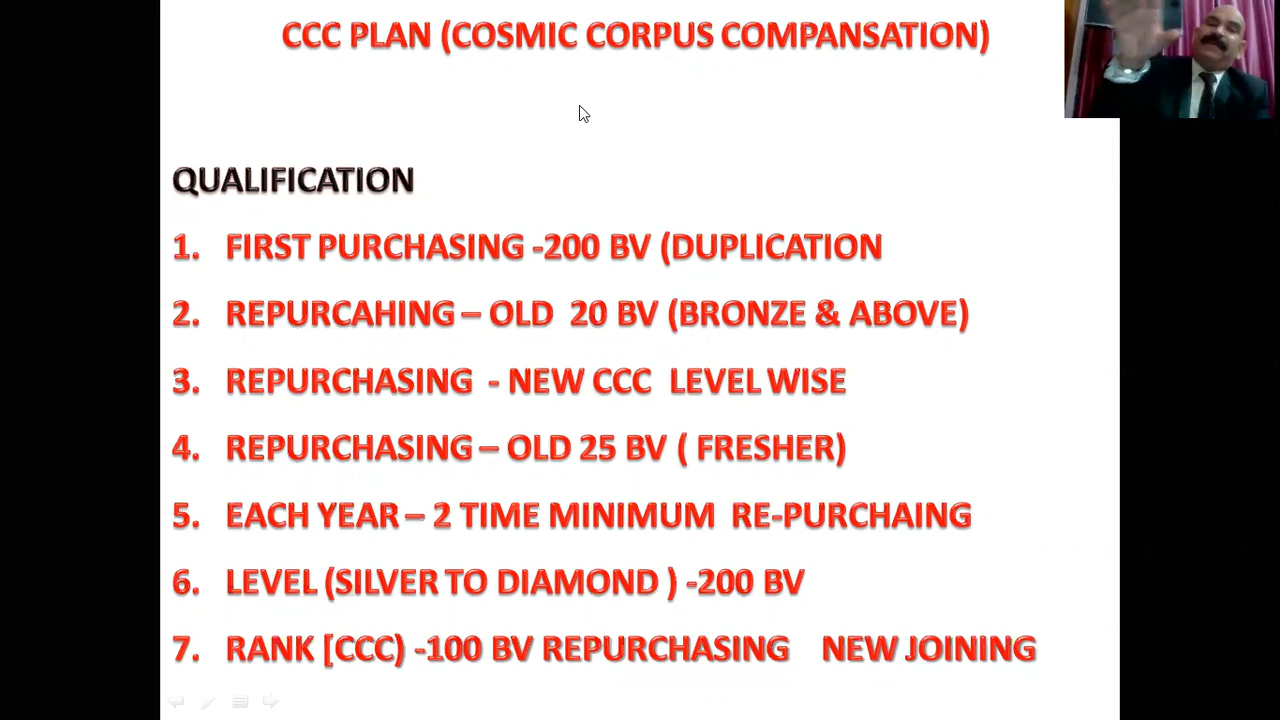 CCC PLAN (COSMIC CORPUS COMPANSATION)
QUALIFICATION
1. FIRST PURCHASING -200 BV (DUPLICATION
2. REPURCAHING – OLD 20 BV (BRONZE & ABOVE)
3. REPURCHASING - NEW CCC LEVEL WISE
4. REPURCHASING – OLD 25 BV ( FRESHER)
5. EACH YEAR – 2 TIME MINIMUM RE-PURCHAING
6. LEVEL (SILVER TO DIAMOND ) -200 BV
7. RANK [CCC) -100 BV REPURCHASING NEW JOINING